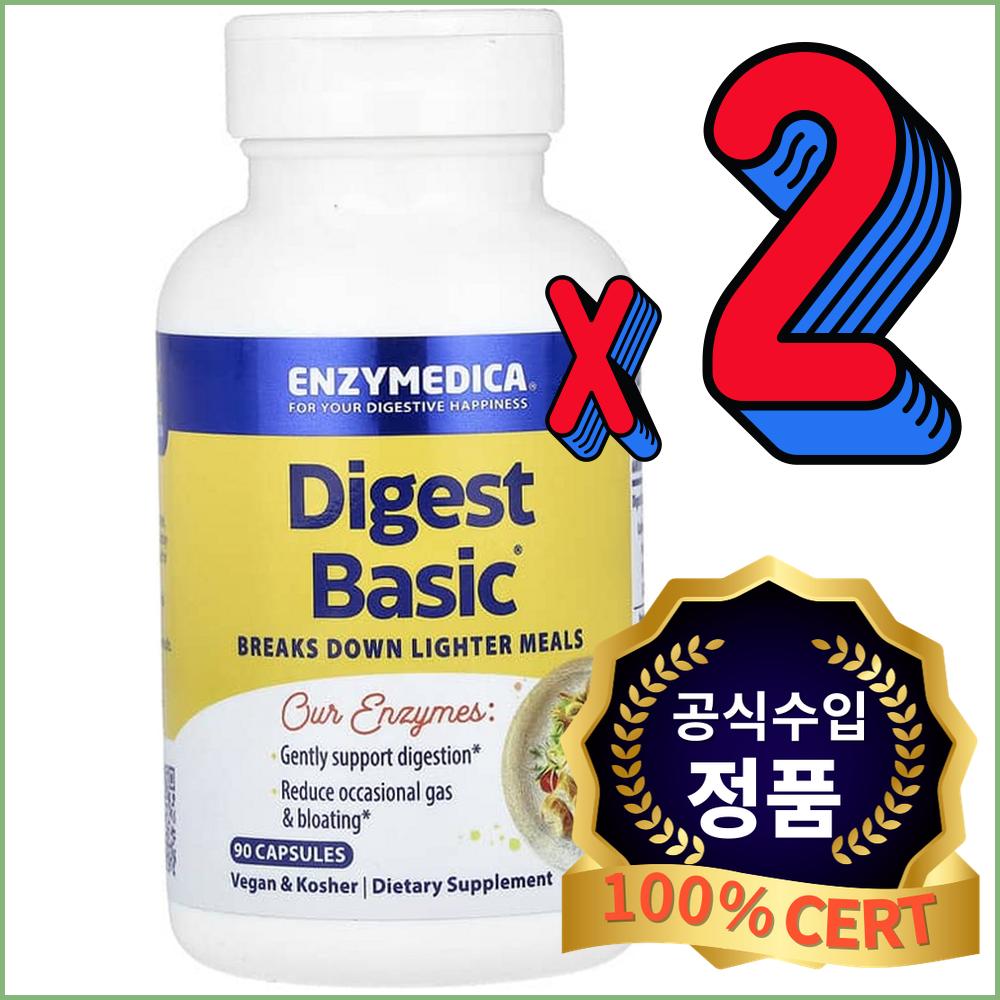 ENZYMEDICA®
FOR YOUR DIGESTIVE HAPPINESS
Digest
Basic®
BREAKS DOWN LIGHTER MEALS
Our Enzymes:
· Gently support digestion*
· Reduce occasional gas
& bloating*
90 CAPSULES
Vegan & Kosher | Dietary Supplement
x2
공식수입
정품
100% CERT